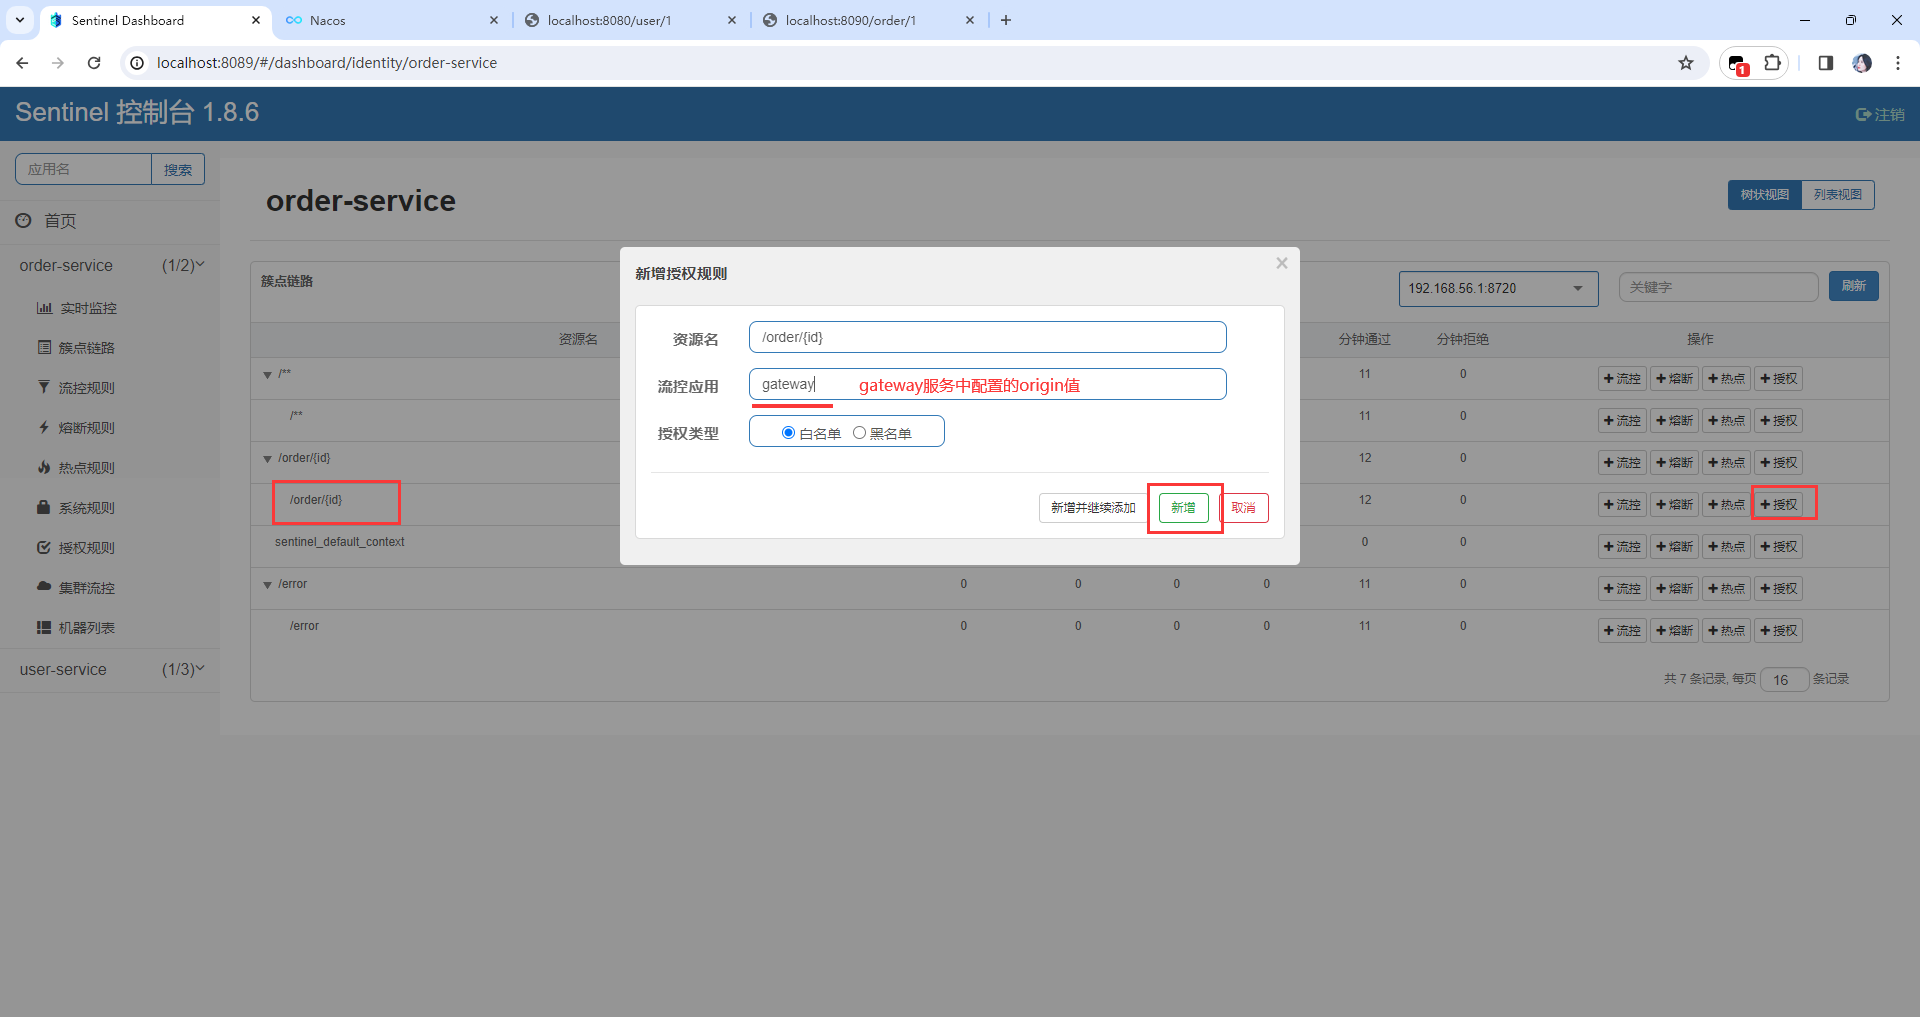 Sentinel Dashboard
Nacos
localhost:8080/user/1
localhost:8090/order/1
localhost:8089/#/dashboard/identity/order-service
1
Sentinel 控制台 1.8.6
注销
应用名
搜索
首页
order-service (1/2)
实时监控
簇点链路
流控规则
熔断规则
热点规则
系统规则
授权规则
集群流控
机器列表
user-service (1/3)
order-service
树状视图 列表视图
簇点链路
192.168.56.1:8720
关键字
刷新
资源名 分钟通过 分钟拒绝 操作
/** 11 0 流控 熔断 热点 授权
/** 11 0 流控 熔断 热点 授权
/order/{id} 12 0 流控 熔断 热点 授权
/order/{id} 12 0 流控 熔断 热点 授权
sentinel_default_context 0 0 流控 熔断 热点 授权
/error 0 0 0 0 11 0 流控 熔断 热点 授权
/error 0 0 0 0 11 0 流控 熔断 热点 授权
共 7 条记录, 每页 16 条记录
新增授权规则
资源名 /order/{id}
流控应用 gateway gateway服务中配置的origin值
授权类型 白名单 黑名单
新增并继续添加 新增 取消